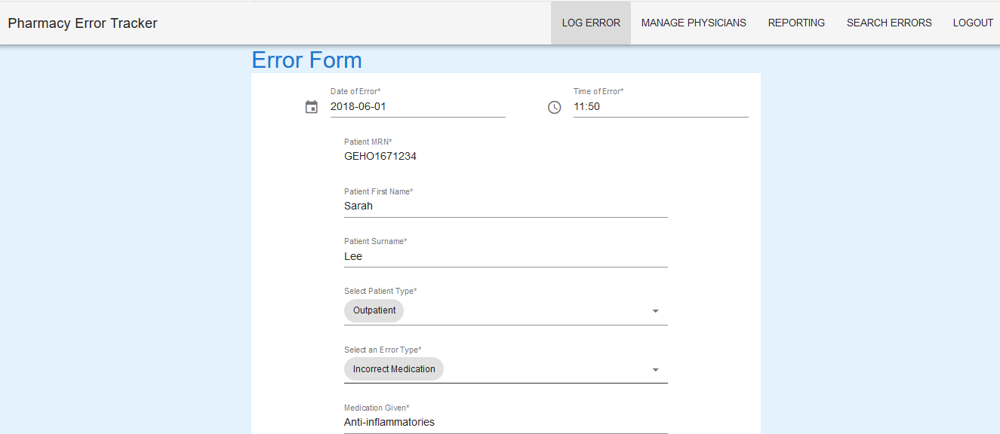 Pharmacy Error Tracker
LOG ERROR MANAGE PHYSICIANS REPORTING SEARCH ERRORS LOGOUT
Error Form
Date of Error* Time of Error*
2018-06-01 11:50
Patient MRN*
GEHO1671234
Patient First Name*
Sarah
Patient Surname*
Lee
Select Patient Type*
Outpatient
Select an Error Type*
Incorrect Medication
Medication Given*
Anti-inflammatories